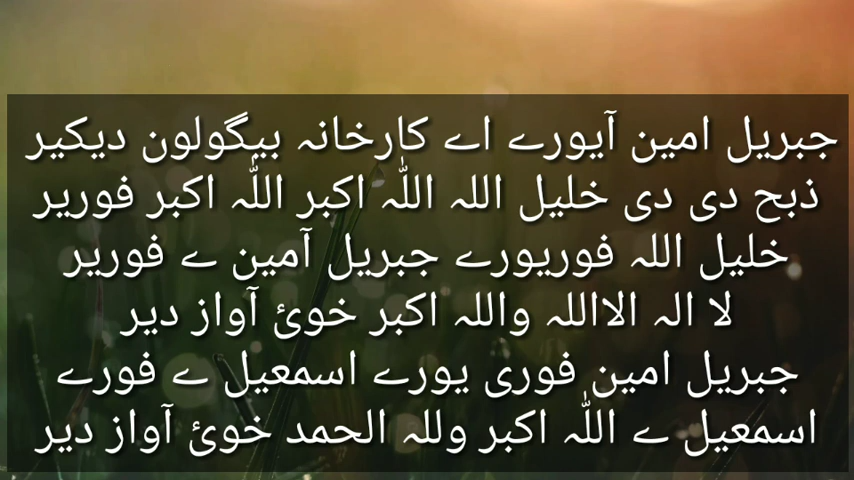 جبریل امین آیورے اے کارخانہ بیگولون دیکیر
ذبح دی دی خلیل اللہ اللّٰہ اکبر اللّٰہ اکبر فوریر
خلیل اللہ فوریورے جبریل آمین ے فوریر
لا الہ الااللہ واللہ اکبر خوئ آواز دیر
جبریل امین فوری یورے اسمعیل ے فورے
اسمعیل ے اللّٰہ اکبر وللہ الحمد خوئ آواز دیر